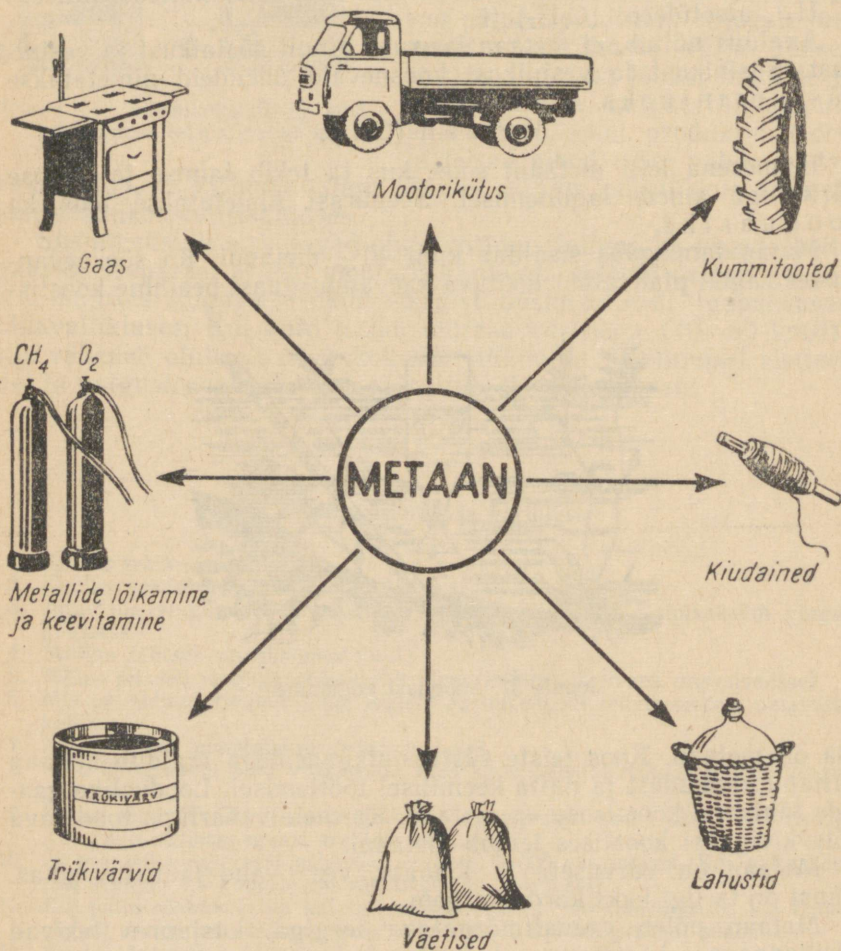 Mootorikütus
Gaas
Kummitooted
CH₄ O₂
METAAN
Kiudained
Metallide lõikamine
ja keevitamine
TRÜKIVÄRV
Trükivärvid
Lahustid
Väetised